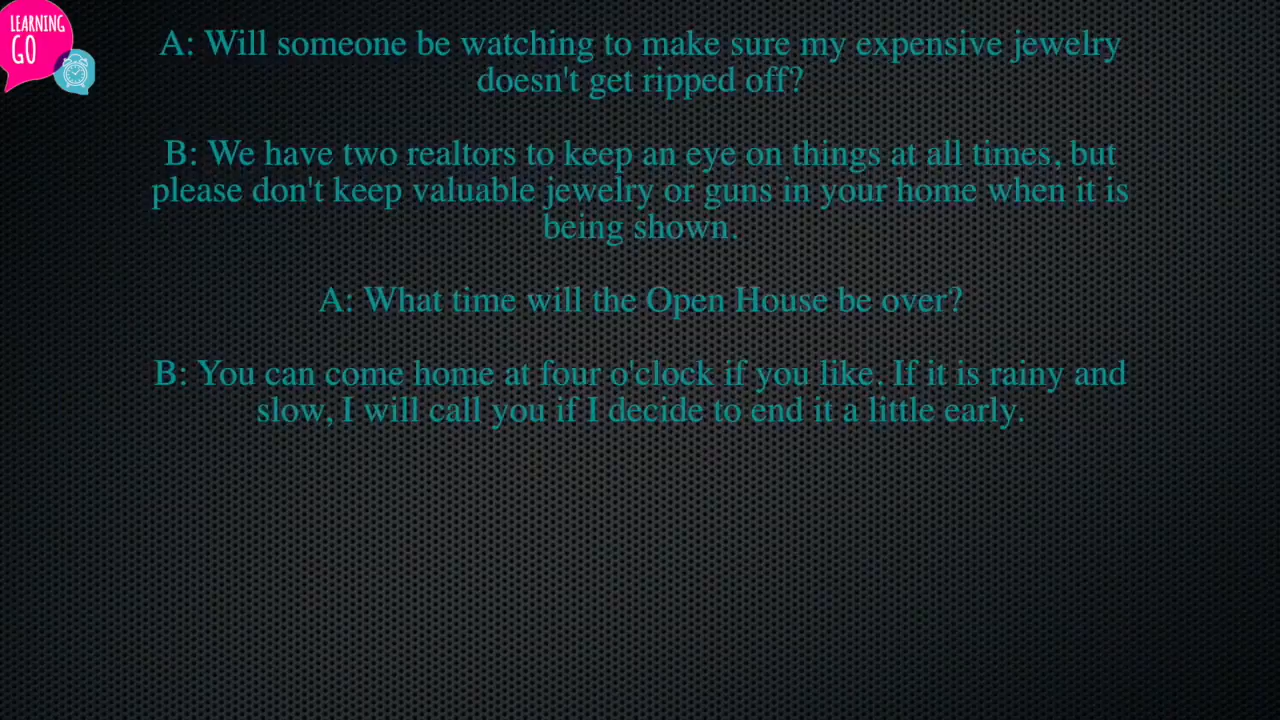 LEARNING
GO
A: Will someone be watching to make sure my expensive jewelry
doesn't get ripped off?
B: We have two realtors to keep an eye on things at all times, but
please don't keep valuable jewelry or guns in your home when it is
being shown.
A: What time will the Open House be over?
B: You can come home at four o'clock if you like. If it is rainy and
slow, I will call you if I decide to end it a little early.